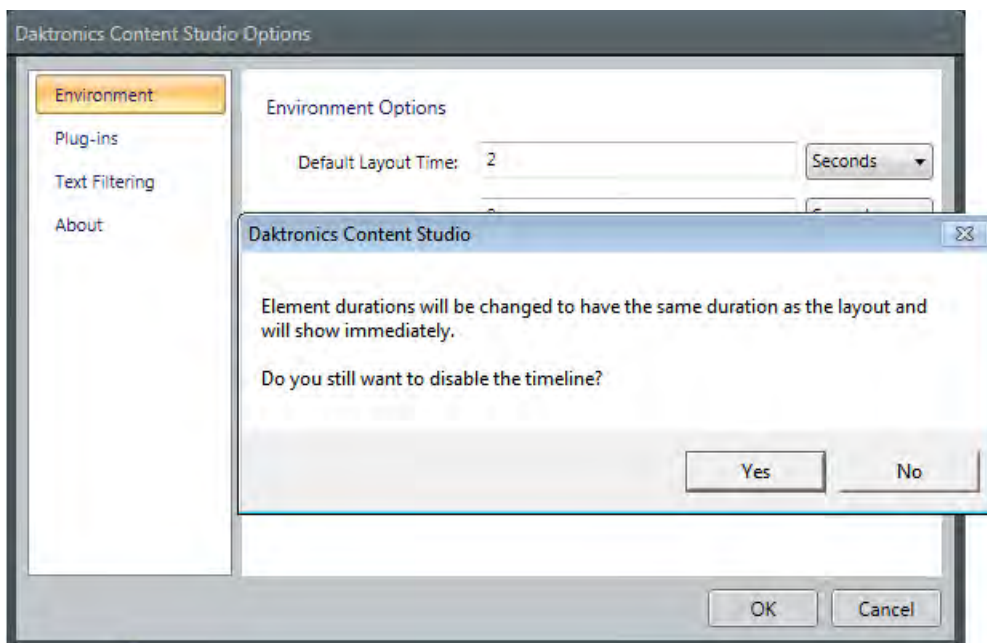 Daktronics Content Studio Options
Environment
Plug-ins
Text Filtering
About
Environment Options
Default Layout Time: 2 Seconds
Daktronics Content Studio
Element durations will be changed to have the same duration as the layout and
will show immediately.
Do you still want to disable the timeline?
Yes No
OK Cancel